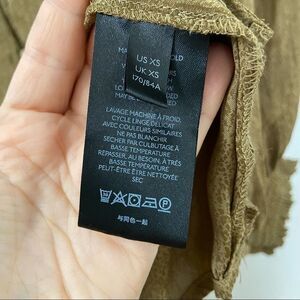 US XS
UK XS
170/84A
LAVAGE MACHINE À FROID,
CYCLE LINGE DÉLICAT
AVEC COULEURS SIMILAIRES
NE PAS BLANCHIR
SÉCHER PAR CULBUTAGE À
BASSE TEMPÉRATURE
REPASSER, AU BESOIN, À TRÈS
BASSE TEMPÉRATURE
PEUT-ÊTRE ÊTRE NETTOYÉE
SEC
与同色一起